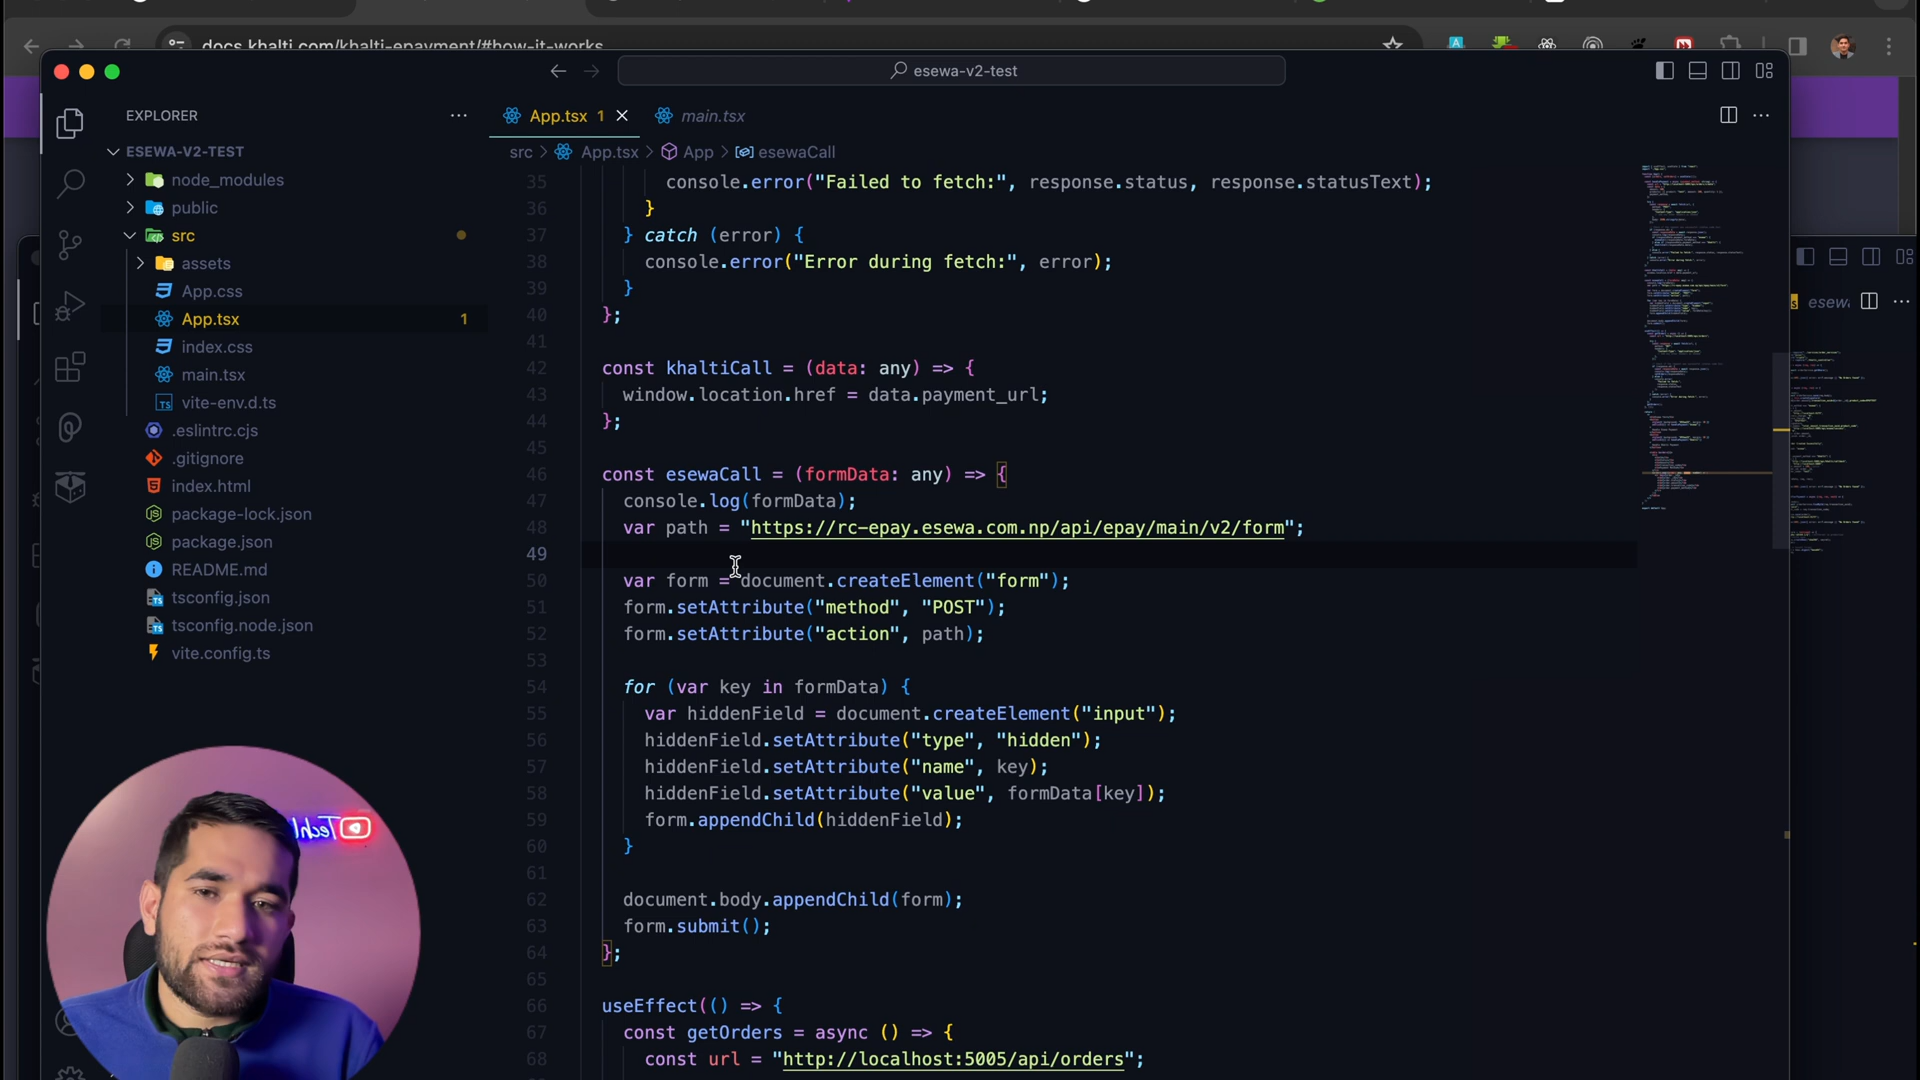 docs.khalti.com/khalti-epayment/#how-it-works
esewa-v2-test
EXPLORER
App.tsx 1
main.tsx
ESEWA-V2-TEST
src > App.tsx > App > esewaCall
node_modules
public
src
assets
App.css
App.tsx 1
index.css
main.tsx
vite-env.d.ts
.eslintrc.cjs
.gitignore
index.html
package-lock.json
package.json
README.md
tsconfig.json
tsconfig.node.json
vite.config.ts
35 console.error("Failed to fetch:", response.status, response.statusText);
36 }
37 } catch (error) {
38 console.error("Error during fetch:", error);
39 }
40 };
41
42 const khaltiCall = (data: any) => {
43 window.location.href = data.payment_url;
44 };
45
46 const esewaCall = (formData: any) => {
47 console.log(formData);
48 var path = "https://rc-epay.esewa.com.np/api/epay/main/v2/form";
49
50 var form = document.createElement("form");
51 form.setAttribute("method", "POST");
52 form.setAttribute("action", path);
53
54 for (var key in formData) {
55 var hiddenField = document.createElement("input");
56 hiddenField.setAttribute("type", "hidden");
57 hiddenField.setAttribute("name", key);
58 hiddenField.setAttribute("value", formData[key]);
59 form.appendChild(hiddenField);
60 }
61
62 document.body.appendChild(form);
63 form.submit();
64 };
65
66 useEffect(() => {
67 const getOrders = async () => {
68 const url = "http://localhost:5005/api/orders";